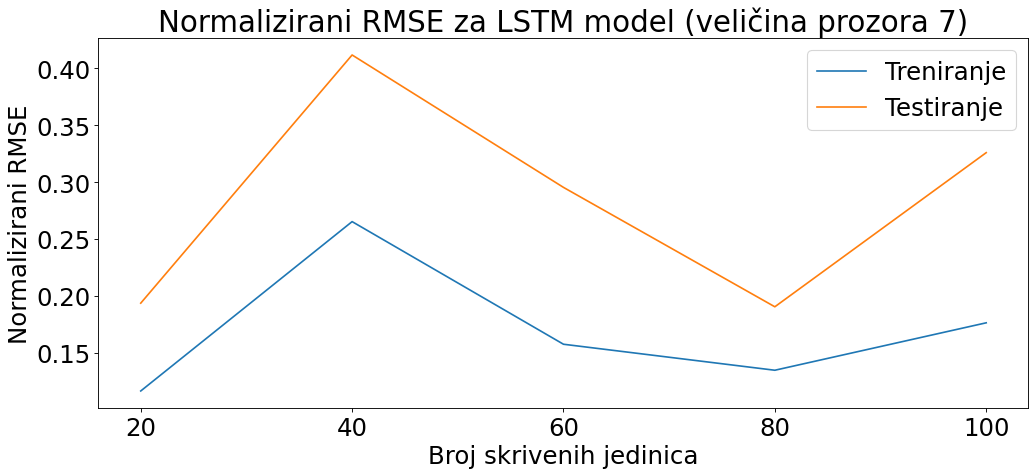 Normalizirani RMSE za LSTM model (veličina prozora 7)
Treniranje
Testiranje
Normalizirani RMSE
0.40
0.35
0.30
0.25
0.20
0.15
20 40 60 80 100
Broj skrivenih jedinica